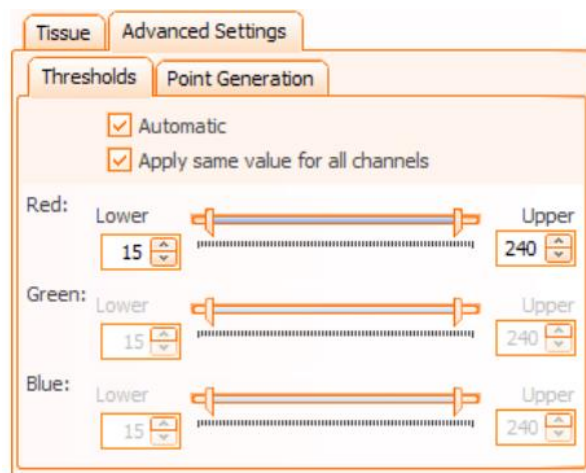 Tissue Advanced Settings
Thresholds Point Generation
Automatic
Apply same value for all channels
Red: Lower Upper
15 240
Green: Lower Upper
15 240
Blue: Lower Upper
15 240